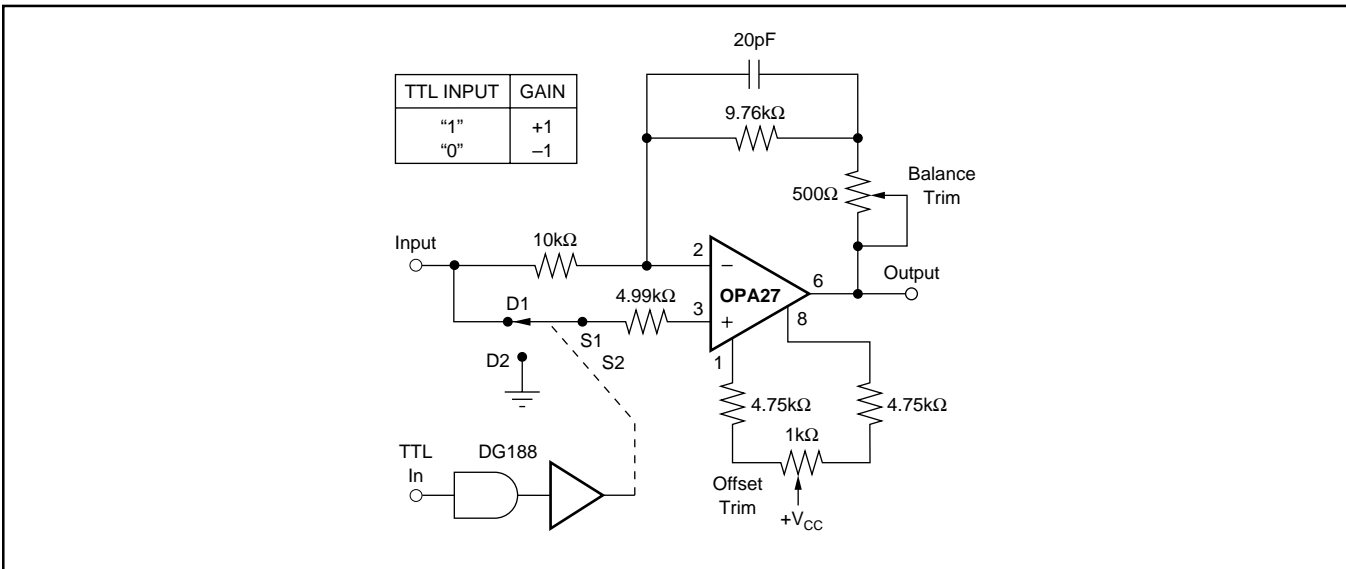 20pF
TTL INPUT GAIN
“1” +1
“0” –1
9.76kΩ
500Ω
Balance
Trim
Input
10kΩ
2
–
OPA27
6
Output
D1
4.99kΩ
3
+
8
S1
D2
S2
1
4.75kΩ
4.75kΩ
1kΩ
TTL
In
DG188
Offset
Trim
+VCC